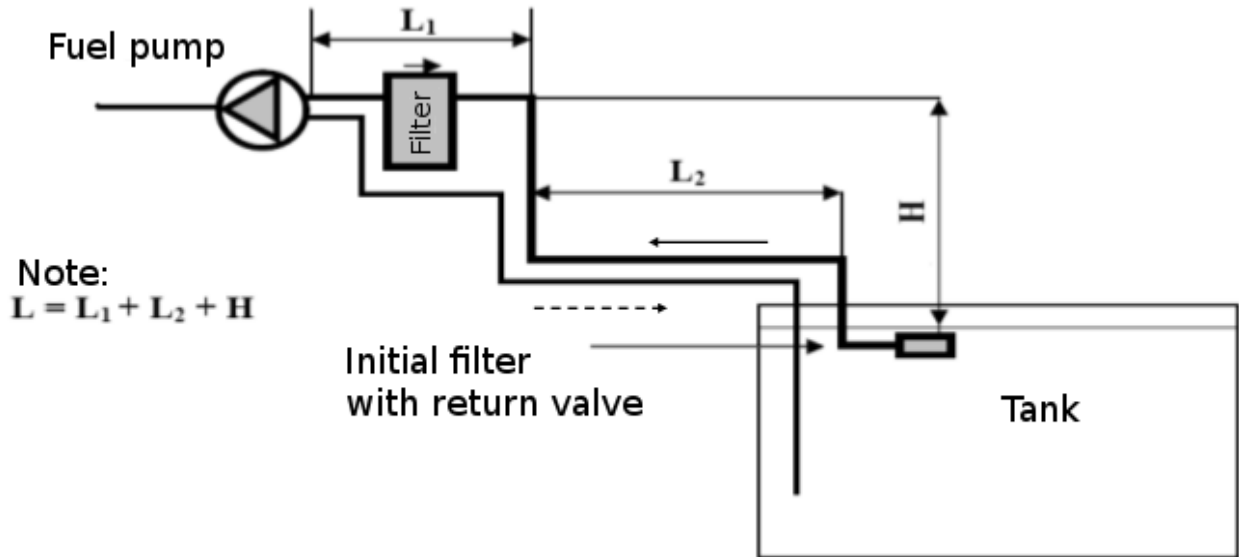 L₁
Fuel pump
Filter
L₂
H
Note:
L = L₁ + L₂ + H
Initial filter
with return valve
Tank